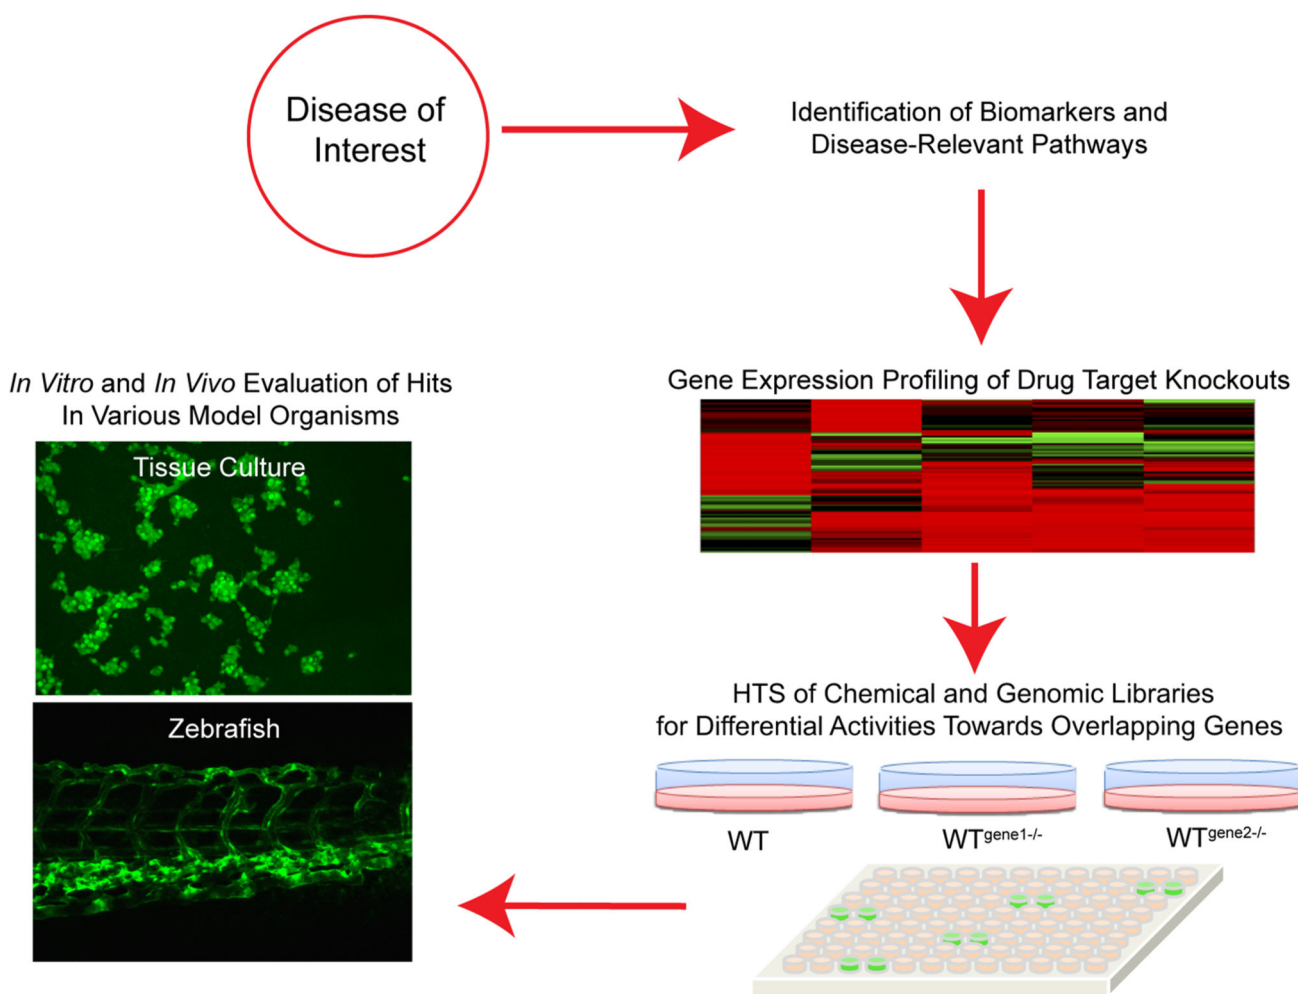 Disease of
Interest
Identification of Biomarkers and
Disease-Relevant Pathways
Gene Expression Profiling of Drug Target Knockouts
HTS of Chemical and Genomic Libraries
for Differential Activities Towards Overlapping Genes
WT
WTgene1-/-
WTgene2-/-
In Vitro and In Vivo Evaluation of Hits
In Various Model Organisms
Tissue Culture
Zebrafish